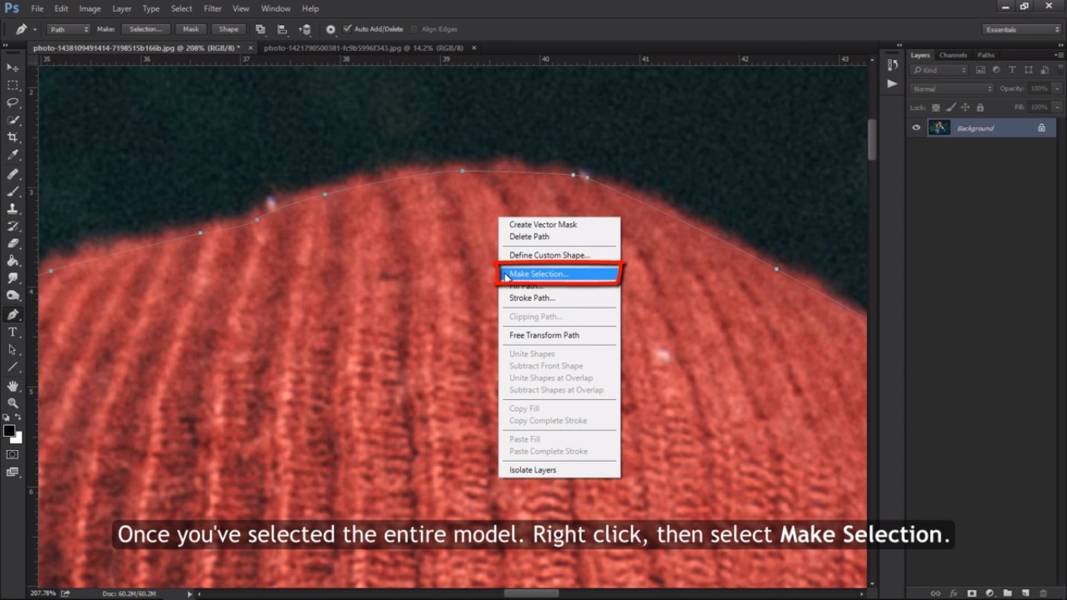 Ps File Edit Image Layer Type Select Filter View Window Help
Path Make: Selection... Mask Shape Auto Add/Delete Align Edges Essentials
photo-1438109491414-7198515b166b.jpg @ 208% (RGB/8) * × photo-1421790500381-fc9b5996f343.jpg @ 14.2% (RGB/8) ×
35 36 37 38 39 40 41 42 43
2
3
4
5
6
Layers Channels Paths
Kind
Normal Opacity: 100%
Lock: Fill: 100%
Background
Create Vector Mask
Delete Path
Define Custom Shape...
Make Selection...
Fill Path...
Stroke Path...
Clipping Path...
Free Transform Path
Unite Shapes
Subtract Front Shape
Unite Shapes at Overlap
Subtract Shapes at Overlap
Copy Fill
Copy Complete Stroke
Paste Fill
Paste Complete Stroke
Isolate Layers
Once you've selected the entire model. Right click, then select Make Selection.
207.78% Doc: 60.2M/60.2M